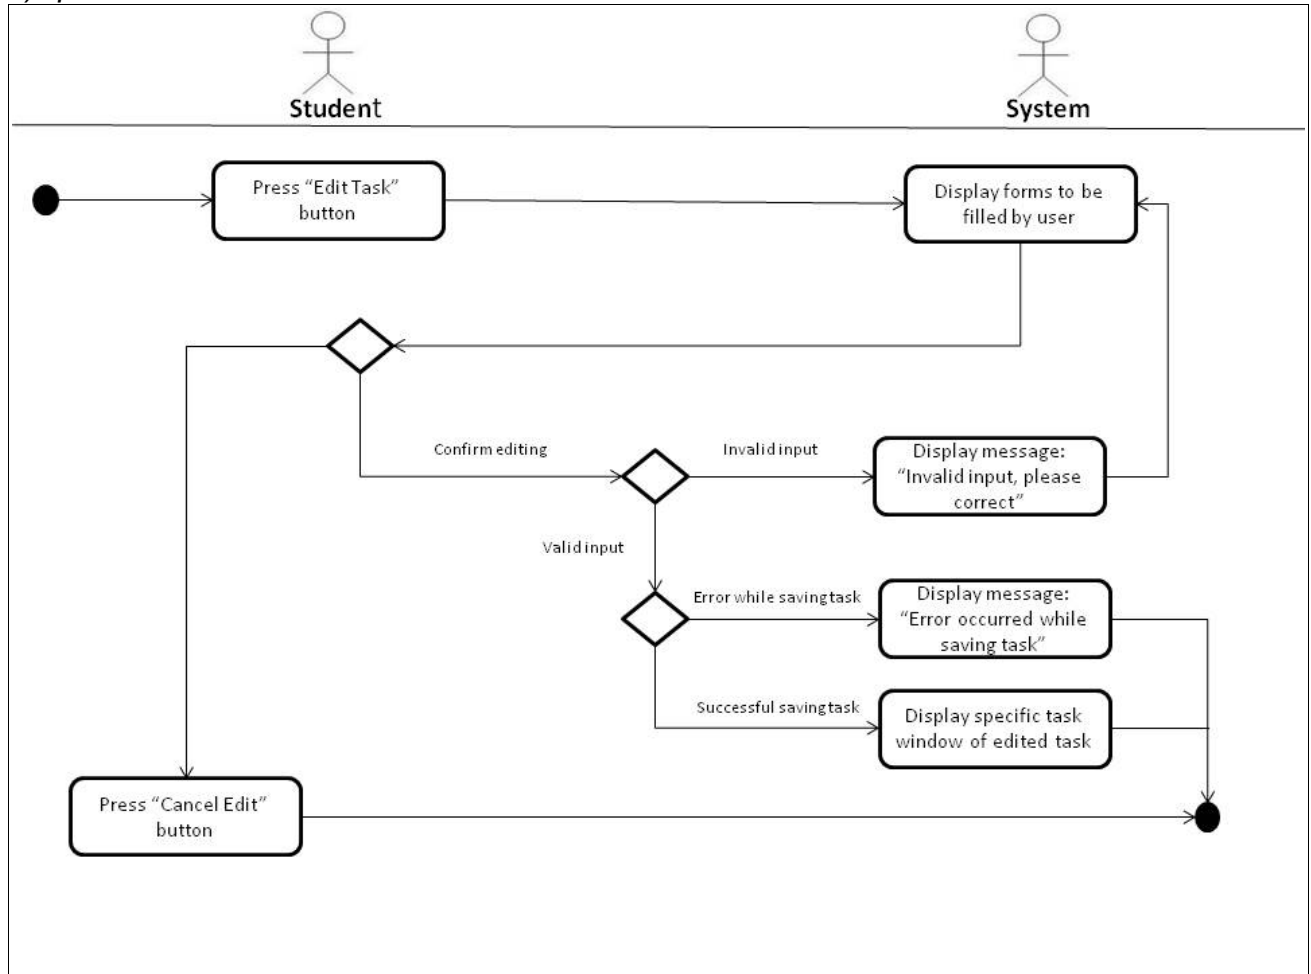 Student
System
Press “Edit Task”
button
Display forms to be
filled by user
Confirm editing
Invalid input
Display message:
“Invalid input, please
correct”
Valid input
Error while saving task
Display message:
“Error occurred while
saving task”
Successful saving task
Display specific task
window of edited task
Press “Cancel Edit”
button